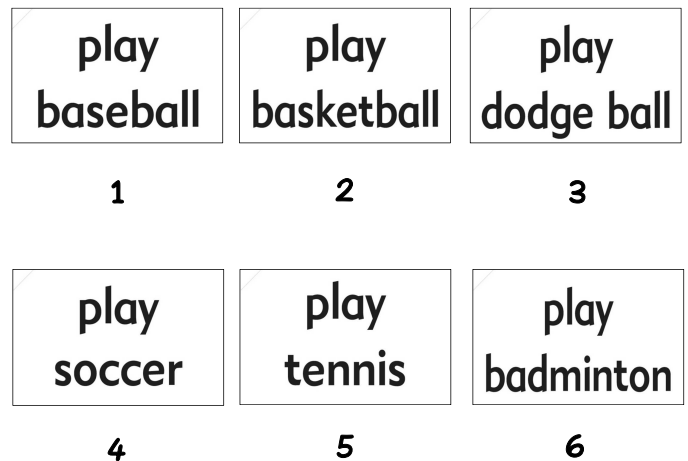 play
baseball
play
basketball
play
dodge ball
1
2
3
play
soccer
play
tennis
play
badminton
4
5
6